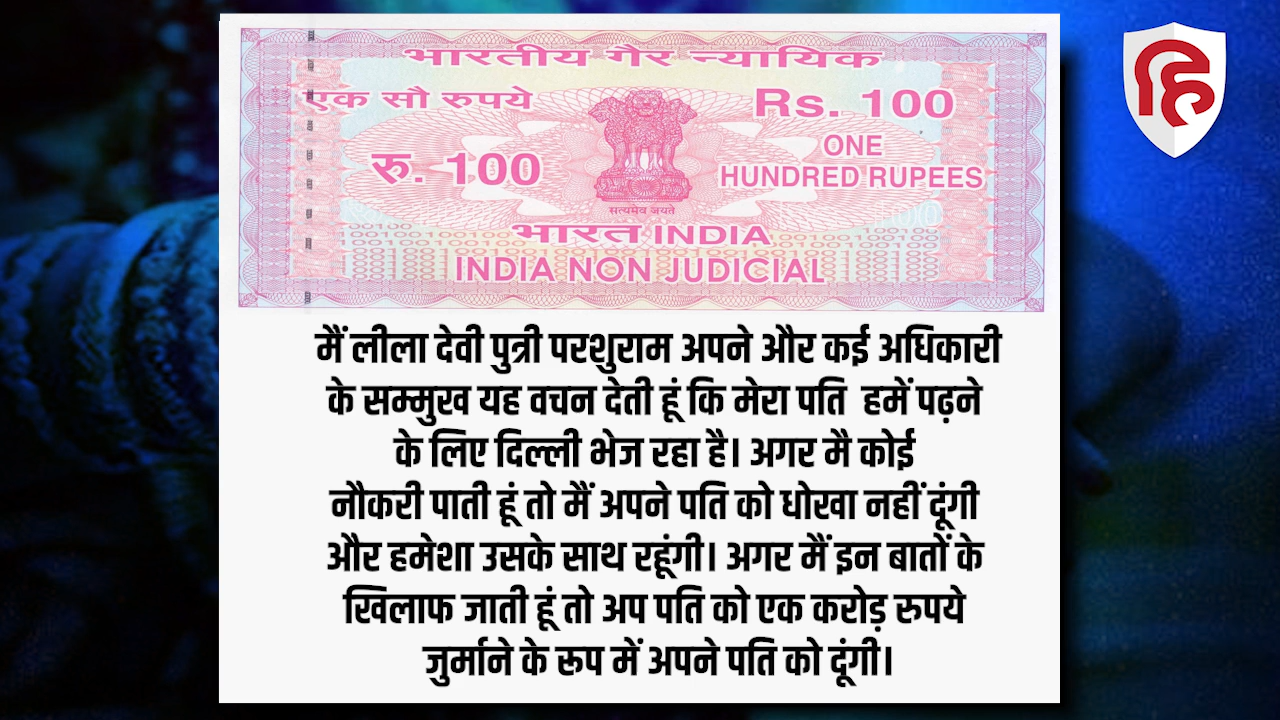 भारतीय गैर न्यायिक
एक सौ रुपये
Rs. 100
रु. 100
ONE
HUNDRED RUPEES
सत्यमेव जयते
भारत INDIA
INDIA NON JUDICIAL
मैं लीला देवी पुत्री परशुराम अपने और कई अधिकारी
के सम्मुख यह वचन देती हूं कि मेरा पति हमें पढ़ने
के लिए दिल्ली भेज रहा है। अगर मै कोई
नौकरी पाती हूं तो मैं अपने पति को धोखा नहीं दूंगी
और हमेशा उसके साथ रहूंगी। अगर मैं इन बातों के
खिलाफ जाती हूं तो अप पति को एक करोड़ रुपये
जुर्माने के रूप में अपने पति को दूंगी।
हि